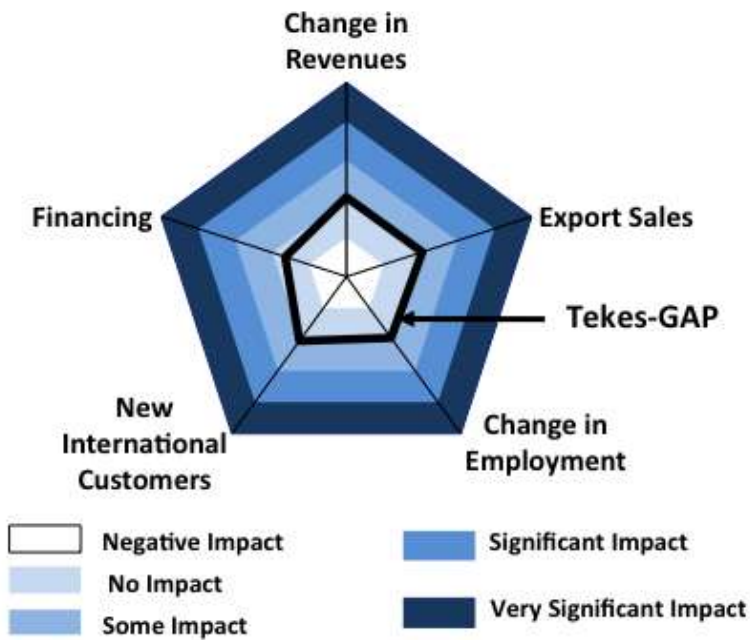 Change in
Revenues
Financing
Export Sales
Tekes-GAP
New
International
Customers
Change in
Employment
Negative Impact
No Impact
Some Impact
Significant Impact
Very Significant Impact